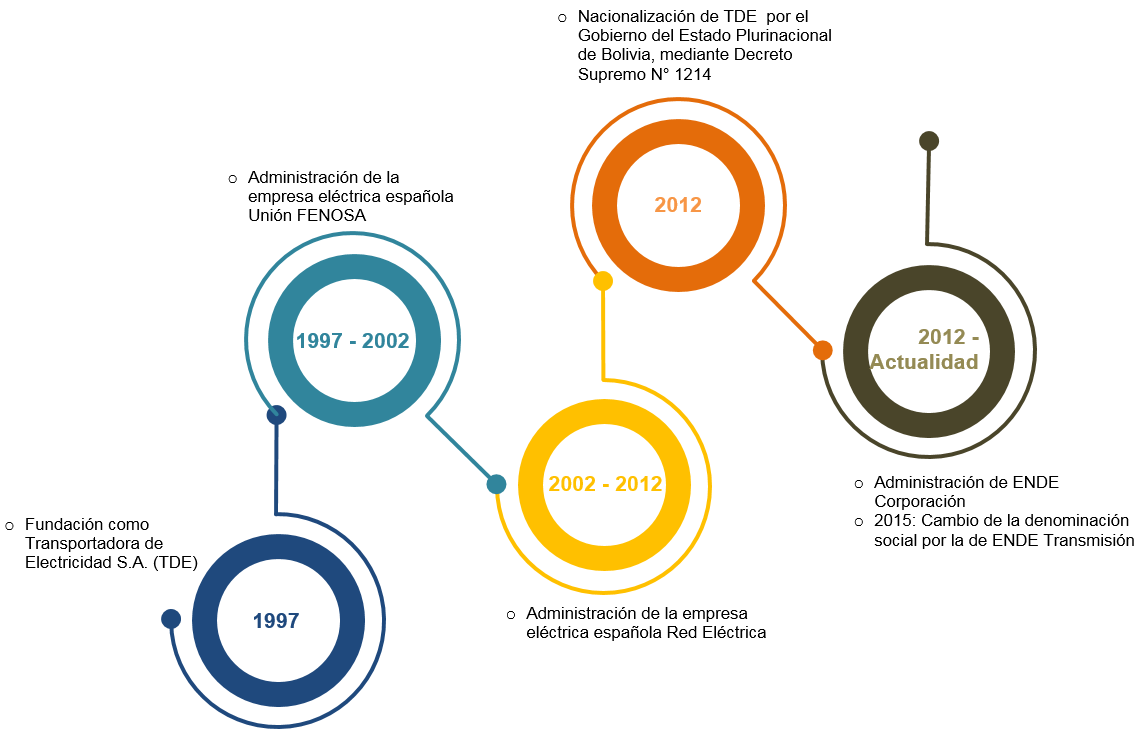 ○ Nacionalización de TDE por el
Gobierno del Estado Plurinacional
de Bolivia, mediante Decreto
Supremo N° 1214
○ Administración de la
empresa eléctrica española
Unión FENOSA
2012
1997 - 2002
2012 -
Actualidad
2002 - 2012
○ Administración de ENDE
Corporación
○ 2015: Cambio de la denominación
social por la de ENDE Transmisión
○ Fundación como
Transportadora de
Electricidad S.A. (TDE)
1997
○ Administración de la empresa
eléctrica española Red Eléctrica